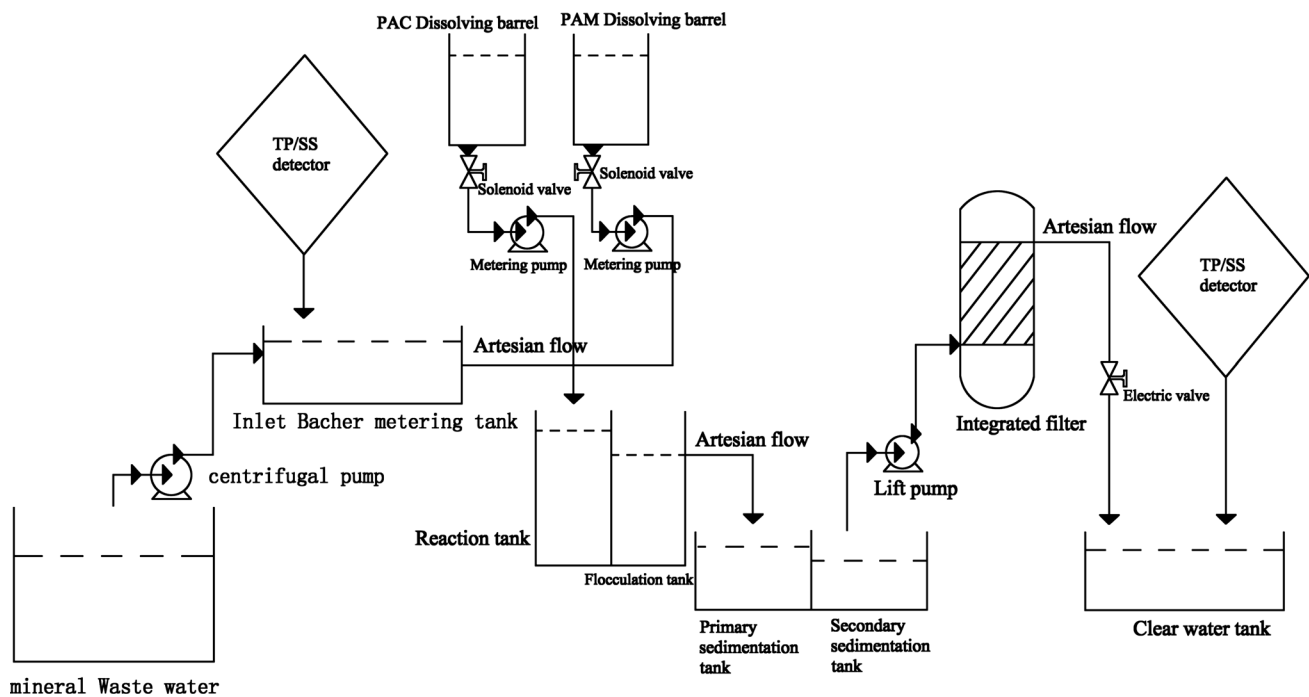 PAC Dissolving barrel
PAM Dissolving barrel
TP/SS
detector
Solenoid valve
Solenoid valve
Metering pump
Metering pump
Artesian flow
TP/SS
detector
Artesian flow
Inlet Bacher metering tank
Electric valve
Integrated filter
Artesian flow
centrifugal pump
Lift pump
Reaction tank
Flocculation tank
Primary
sedimentation
tank
Secondary
sedimentation
tank
Clear water tank
mineral Waste water